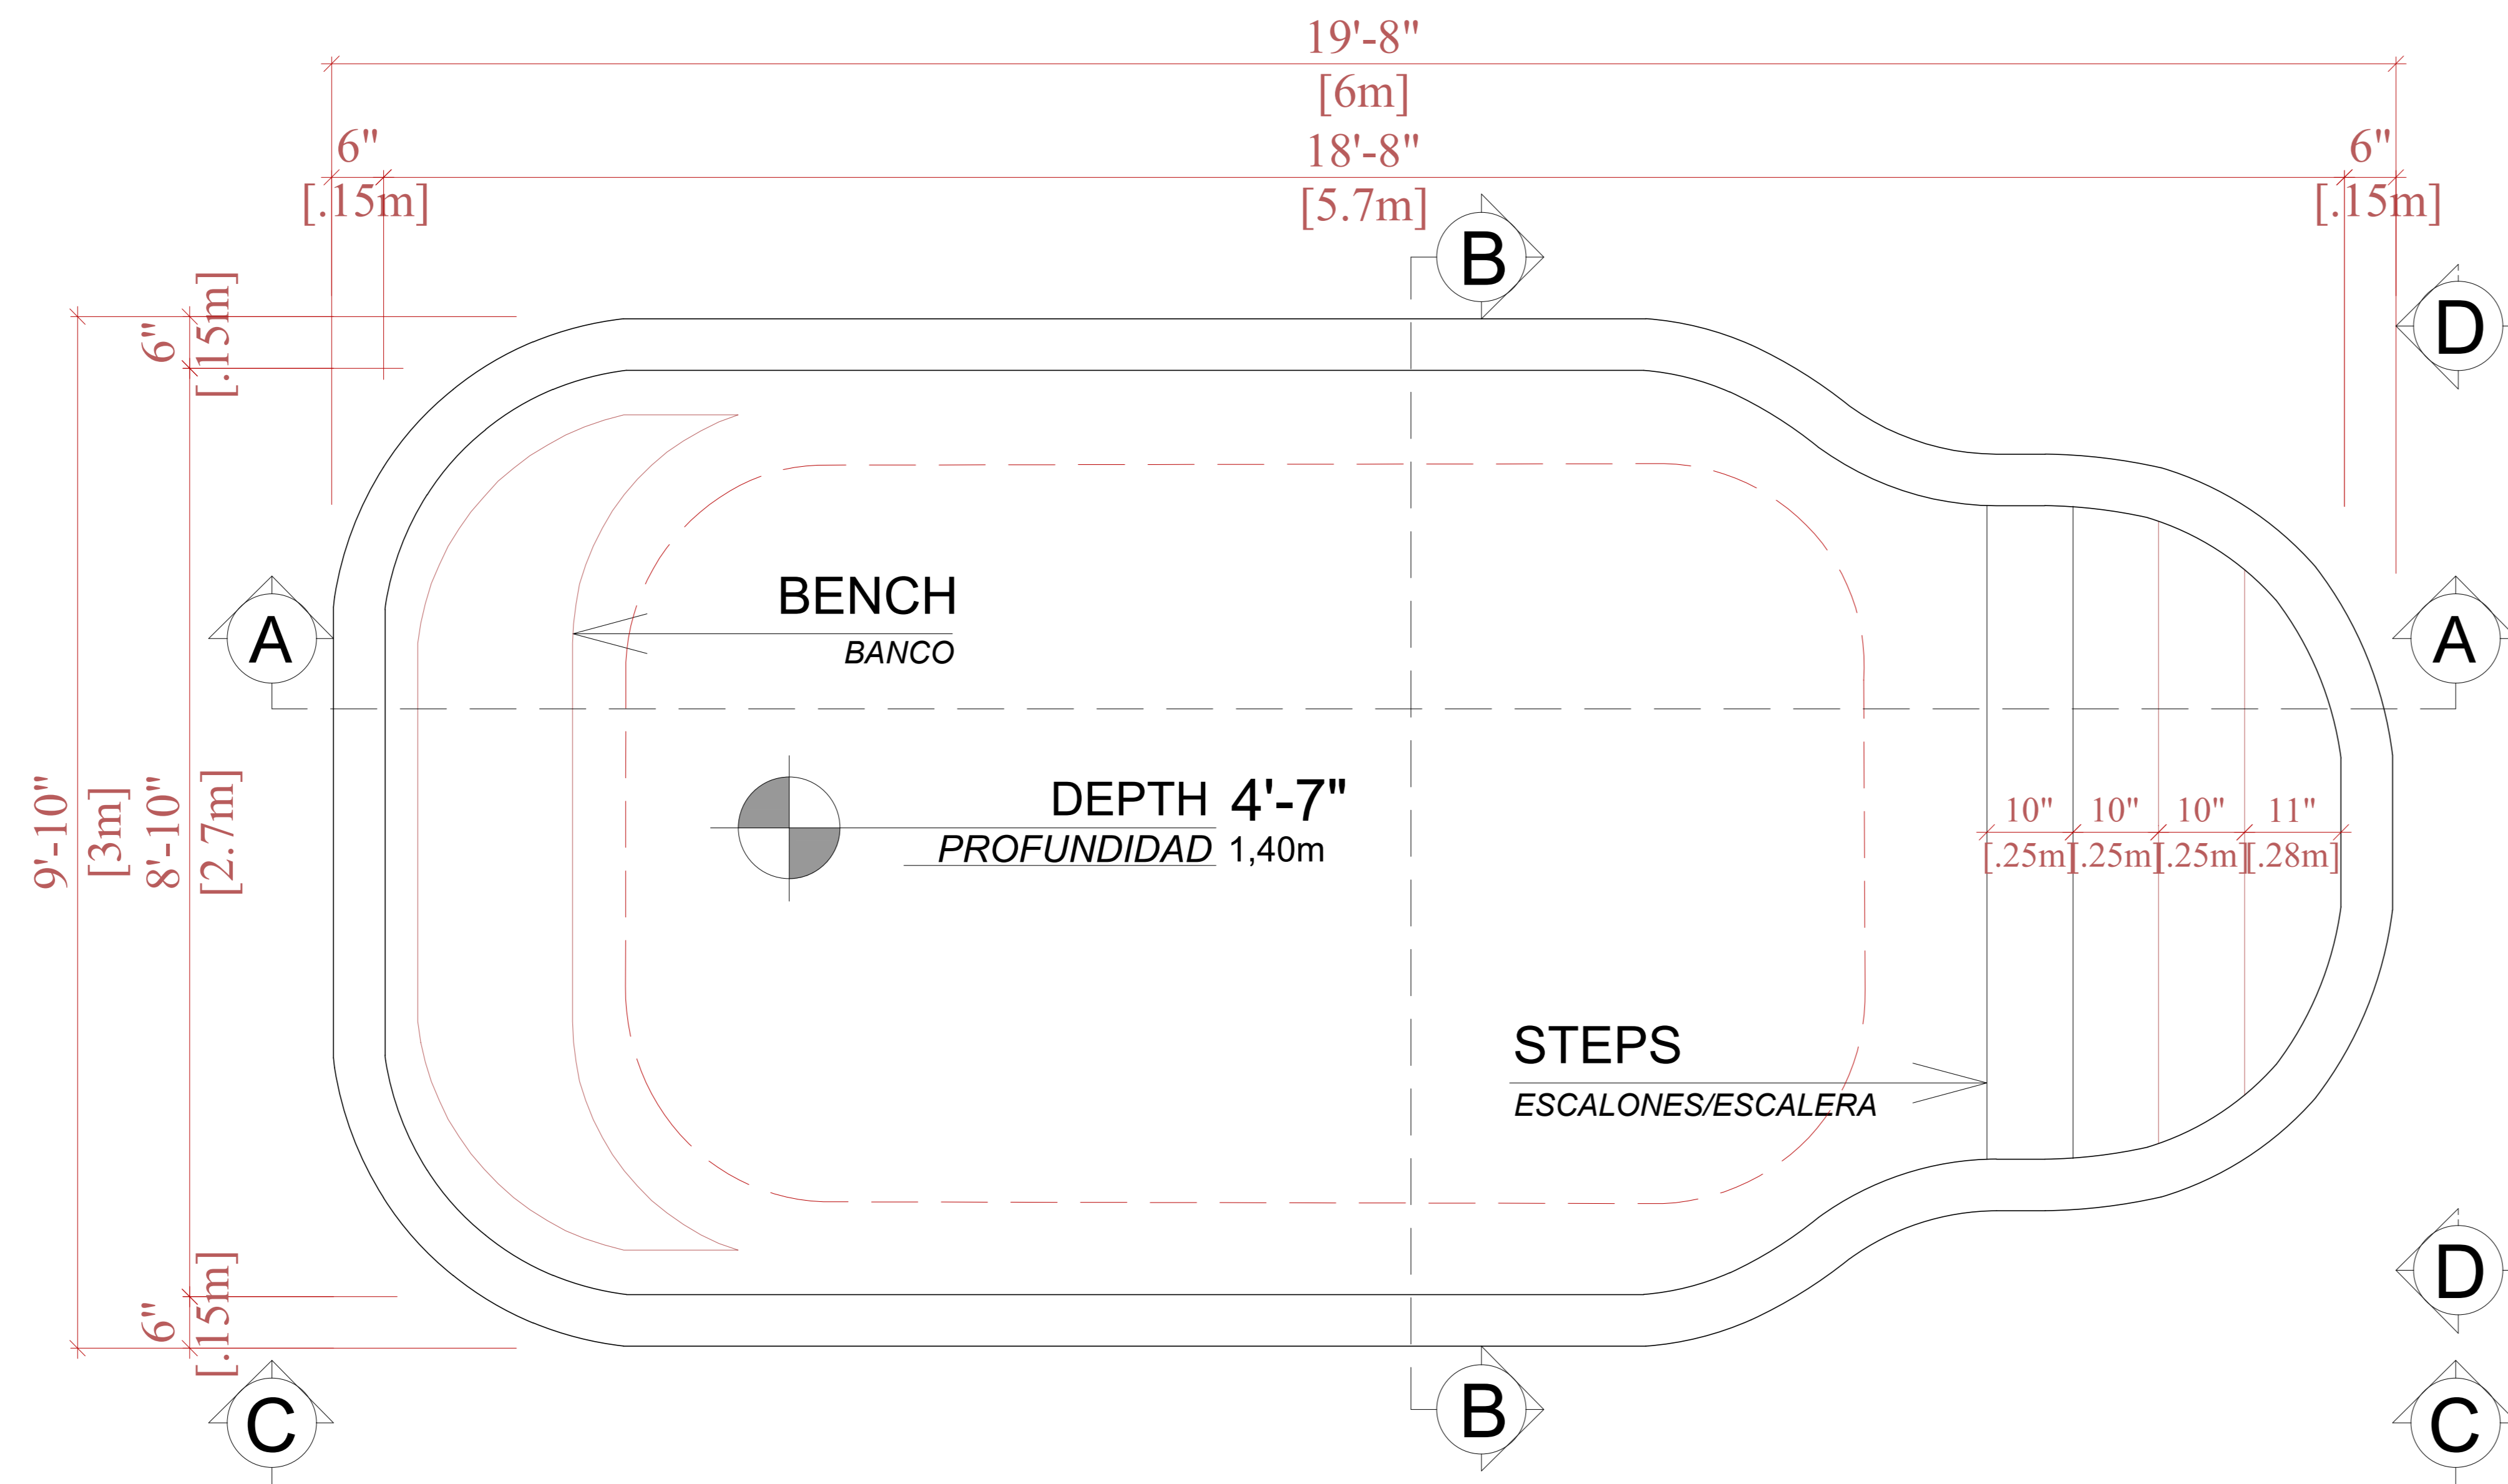 19'-8"
[6m]
6"
18'-8"
6"
[.15m]
[5.7m]
[.15m]
B
D
6"
[.15m]
BENCH
BANCO
A
A
9'-10"
[3m]
8'-10"
[2.7m]
DEPTH 4'-7"
PROFUNDIDAD 1,40m
10" 10" 10" 11"
[.25m] [.25m] [.25m] [.28m]
STEPS
ESCALONES/ESCALERA
6"
[.15m]
D
B
C
C